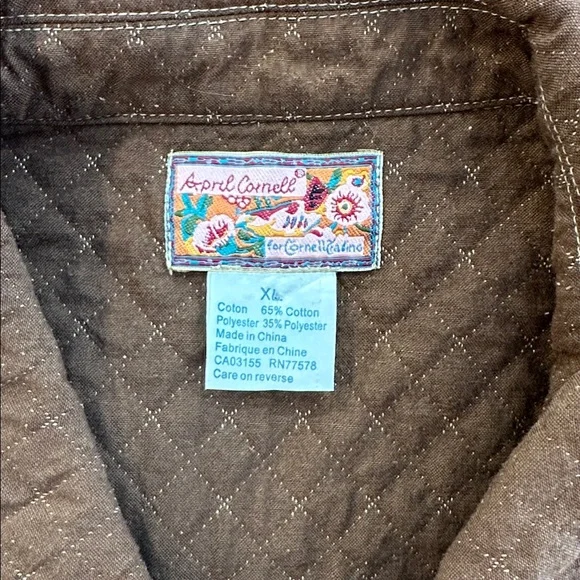 April Cornell
for Cornell Trading
XL
Coton 65% Cotton
Polyester 35% Polyester
Made in China
Fabrique en Chine
CA03155 RN77578
Care on reverse